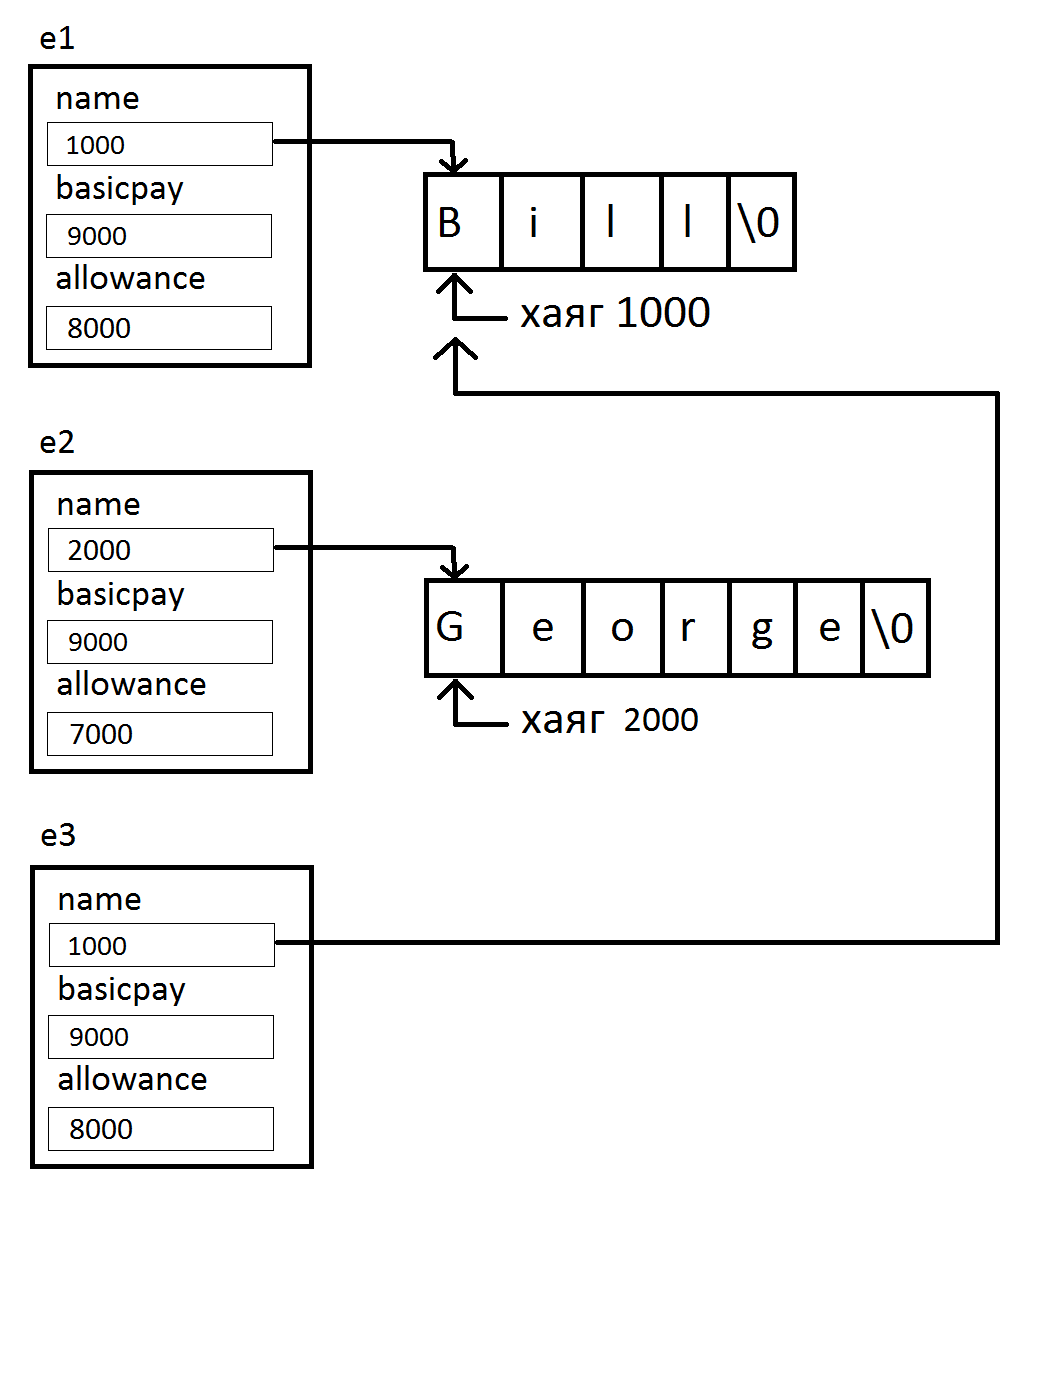 e1
name
1000
basicpay
9000
allowance
8000
B i l l \0
хаяг 1000
e2
name
2000
basicpay
9000
allowance
7000
G e o r g e \0
хаяг 2000
e3
name
1000
basicpay
9000
allowance
8000